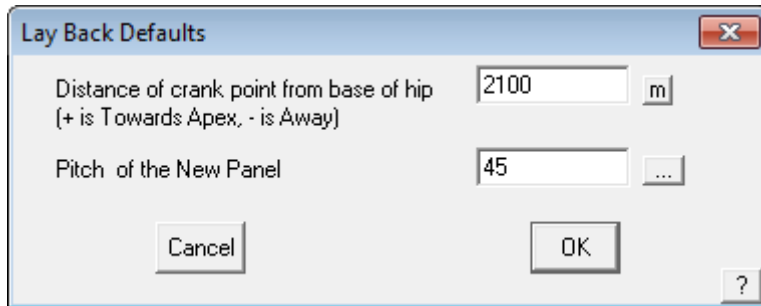 Lay Back Defaults
Distance of crank point from base of hip 2100 m
(+ is Towards Apex, - is Away)
Pitch of the New Panel 45 ...
Cancel OK
?